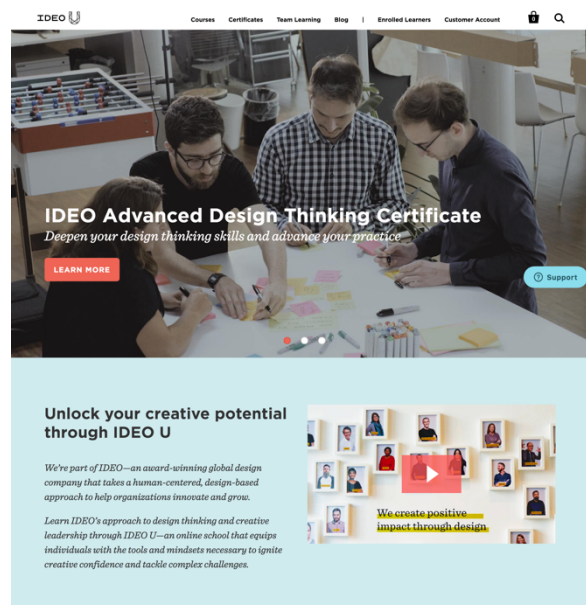 IDEO U
Courses Certificates Team Learning Blog | Enrolled Learners Customer Account 0
IDEO Advanced Design Thinking Certificate
Deepen your design thinking skills and advance your practice
LEARN MORE
Support
Unlock your creative potential
through IDEO U
We're part of IDEO—an award-winning global design
company that takes a human-centered, design-based
approach to help organizations innovate and grow.
Learn IDEO's approach to design thinking and creative
leadership through IDEO U—an online school that equips
individuals with the tools and mindsets necessary to ignite
creative confidence and tackle complex challenges.
We create positive
impact through design